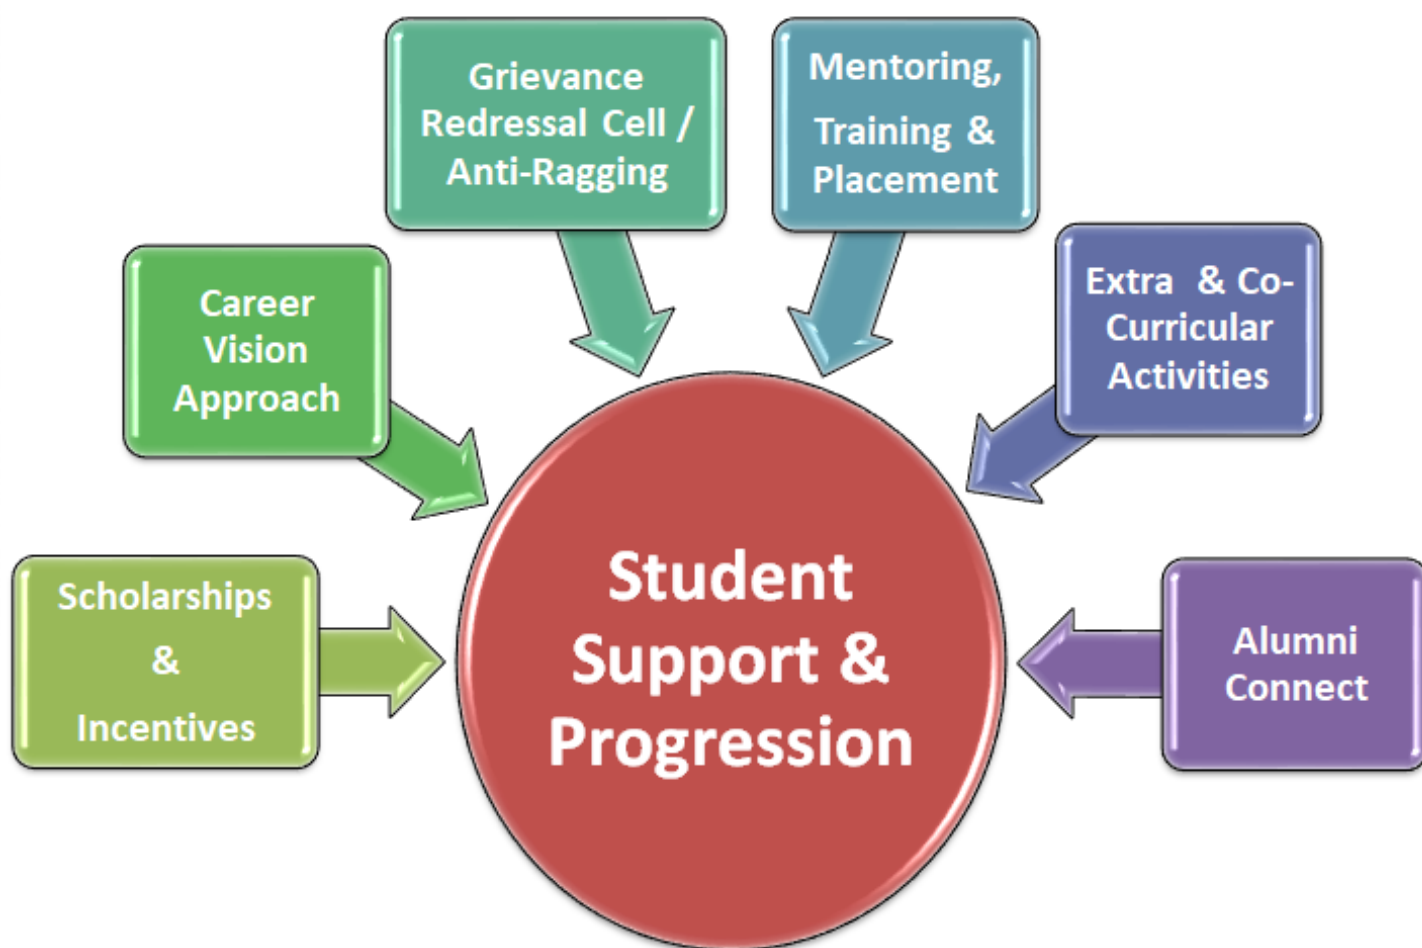 Grievance
Redressal Cell /
Anti-Ragging
Mentoring,
Training &
Placement
Career
Vision
Approach
Extra & Co-
Curricular
Activities
Scholarships
&
Incentives
Student
Support &
Progression
Alumni
Connect